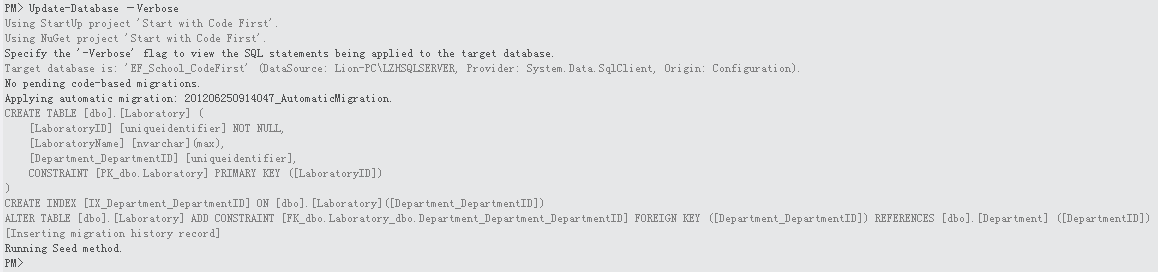 PM> Update-Database －Verbose
Using StartUp project 'Start with Code First'.
Using NuGet project 'Start with Code First'.
Specify the '-Verbose' flag to view the SQL statements being applied to the target database.
Target database is: 'EF_School_CodeFirst' (DataSource: Lion-PC\LZHSQLSERVER, Provider: System.Data.SqlClient, Origin: Configuration).
No pending code-based migrations.
Applying automatic migration: 201206250914047_AutomaticMigration.
CREATE TABLE [dbo].[Laboratory] (
    [LaboratoryID] [uniqueidentifier] NOT NULL,
    [LaboratoryName] [nvarchar](max),
    [Department_DepartmentID] [uniqueidentifier],
    CONSTRAINT [PK_dbo.Laboratory] PRIMARY KEY ([LaboratoryID])
)
CREATE INDEX [IX_Department_DepartmentID] ON [dbo].[Laboratory]([Department_DepartmentID])
ALTER TABLE [dbo].[Laboratory] ADD CONSTRAINT [FK_dbo.Laboratory_dbo.Department_Department_DepartmentID] FOREIGN KEY ([Department_DepartmentID]) REFERENCES [dbo].[Department] ([DepartmentID])
[Inserting migration history record]
Running Seed method.
PM>